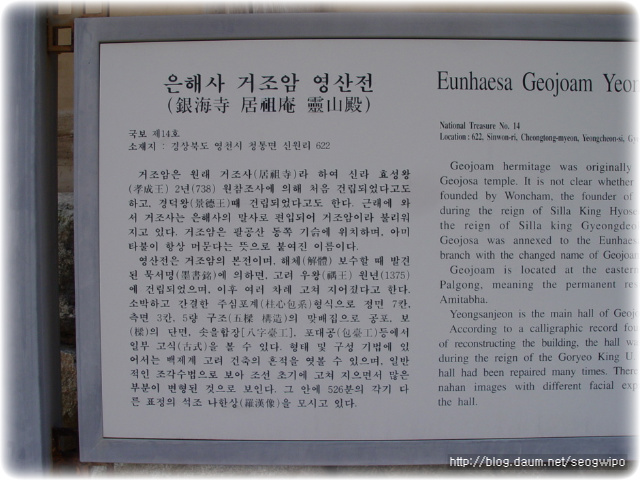 은해사 거조암 영산전
(銀海寺 居祖庵 靈山殿)
국보 제14호
소재지 : 경상북도 영천시 청통면 신원리 622
거조암은 원래 거조사(居祖寺)라 하여 신라 효성왕
(孝成王) 2년(738) 원참조사에 의해 처음 건립되었다고도
하고, 경덕왕(景德王)때 건립되었다고도 한다. 근래에 와
서 거조사는 은해사의 말사로 편입되어 거조암이라 불리워
지고 있다. 거조암은 팔공산 동쪽 기슭에 위치하며, 아미
타불이 항상 머문다는 뜻으로 붙여진 이름이다.
영산전은 거조암의 본전이며, 해체(解體) 보수할 때 발견
된 묵서명(墨書銘)에 의하면, 고려 우왕(禑王) 원년(1375)
에 건립되었으며, 이후 여러 차례 고쳐 지어졌다고 한다.
소박하고 간결한 주심포계(柱心包系)형식으로 정면 7칸,
측면 3칸, 5량 구조(五樑 構造)의 맞배집으로 공포, 보
(樑)의 단면, 솟을합장[八字臺工], 포대공(包臺工)등에서
일부 고식(古式)을 볼 수 있다. 형태 및 구성 기법에 있
어서는 백제계 고려 건축의 흔적을 엿볼 수 있으며, 일반
적인 조각수법으로 보아 조선 초기에 고쳐 지으면서 많은
부분이 변형된 것으로 보인다. 그 안에 526분의 각기 다
른 표정의 석조 나한상(羅漢像)을 모시고 있다.
Eunhaesa Geojoam Yeon
National Treasure No. 14
Location : 622, Sinwon-ri, Cheongtong-myeon, Yeongcheon-si, Gy
Geojoam hermitage was originally
Geojosa temple. It is not clear whether
founded by Woncham, the founder of
during the reign of Silla King Hyose
the reign of Silla king Gyeongdeo
Geojosa was annexed to the Eunhae
branch with the changed name of Geojoam
Geojoam is located at the easter
Palgong, meaning the permanent res
Amitabha.
Yeongsanjeon is the main hall of Geoj
According to a calligraphic record fou
of reconstructing the building, the hall wa
during the reign of the Goryeo King U.
hall had been repaired many times. There
nahan images with different facial exp
the hall.
http://blog.daum.net/seogwipo